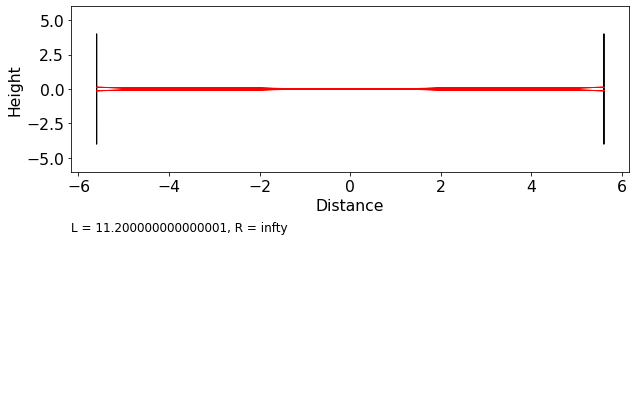 5.0
2.5
0.0
−2.5
−5.0
Height
−6 −4 −2 0 2 4 6
Distance
L = 11.200000000000001, R = infty